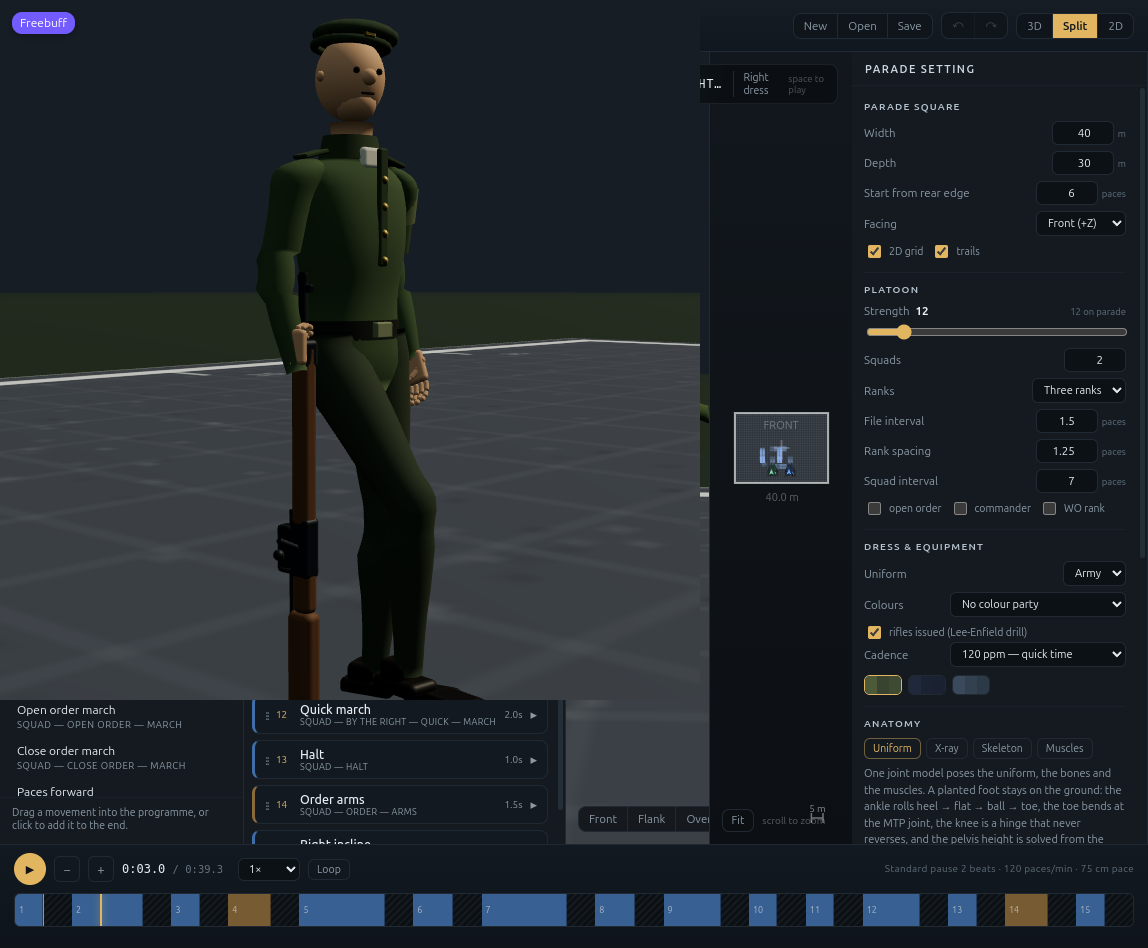 Freebuff
New Open Save ↶ ↷ 3D Split 2D
HT… Right dress space to play
FRONT
40.0 m
Fit scroll to zoom 5 m
PARADE SETTING
PARADE SQUARE
Width 40 m
Depth 30 m
Start from rear edge 6 paces
Facing Front (+Z)
2D grid trails
PLATOON
Strength 12 12 on parade
Squads 2
Ranks Three ranks
File interval 1.5 paces
Rank spacing 1.25 paces
Squad interval 7 paces
open order commander WO rank
DRESS & EQUIPMENT
Uniform Army
Colours No colour party
rifles issued (Lee-Enfield drill)
Cadence 120 ppm — quick time
ANATOMY
Uniform X-ray Skeleton Muscles
One joint model poses the uniform, the bones and
the muscles. A planted foot stays on the ground: the
ankle rolls heel → flat → ball → toe, the toe bends at
the MTP joint, the knee is a hinge that never
reverses, and the pelvis height is solved from the
Open order march
SQUAD — OPEN ORDER — MARCH
Close order march
SQUAD — CLOSE ORDER — MARCH
Paces forward
Drag a movement into the programme, or
click to add it to the end.
12 Quick march 2.0s ▶
SQUAD — BY THE RIGHT — QUICK — MARCH
13 Halt 1.0s ▶
SQUAD — HALT
14 Order arms 1.5s ▶
SQUAD — ORDER — ARMS
Right incline
Front Flank Over
▶ − + 0:03.0 / 0:39.3 1× Loop
Standard pause 2 beats · 120 paces/min · 75 cm pace
1 2 3 4 5 6 7 8 9 10 11 12 13 14 15